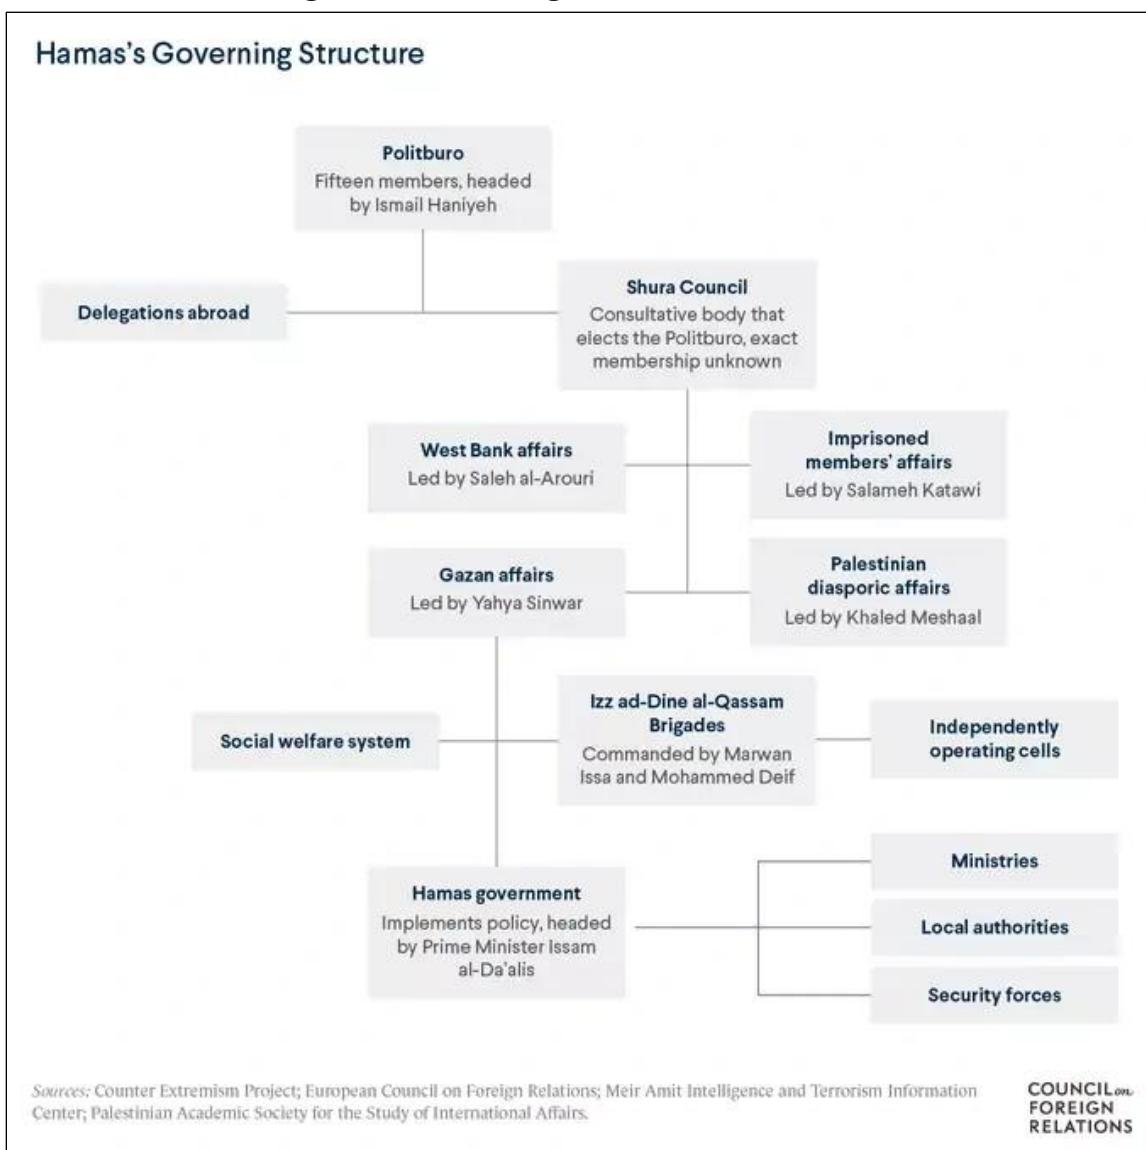 Hamas's Governing Structure
Politburo
Fifteen members, headed
by Ismail Haniyeh
Delegations abroad
Shura Council
Consultative body that
elects the Politburo, exact
membership unknown
West Bank affairs
Led by Saleh al-Arouri
Imprisoned
members' affairs
Led by Salameh Katawi
Gazan affairs
Led by Yahya Sinwar
Palestinian
diasporic affairs
Led by Khaled Meshaal
Social welfare system
Izz ad-Dine al-Qassam
Brigades
Commanded by Marwan
Issa and Mohammed Deif
Independently
operating cells
Hamas government
Implements policy, headed
by Prime Minister Issam
al-Da'alis
Ministries
Local authorities
Security forces
Sources: Counter Extremism Project; European Council on Foreign Relations; Meir Amit Intelligence and Terrorism Information
Center; Palestinian Academic Society for the Study of International Affairs.
COUNCIL on
FOREIGN
RELATIONS